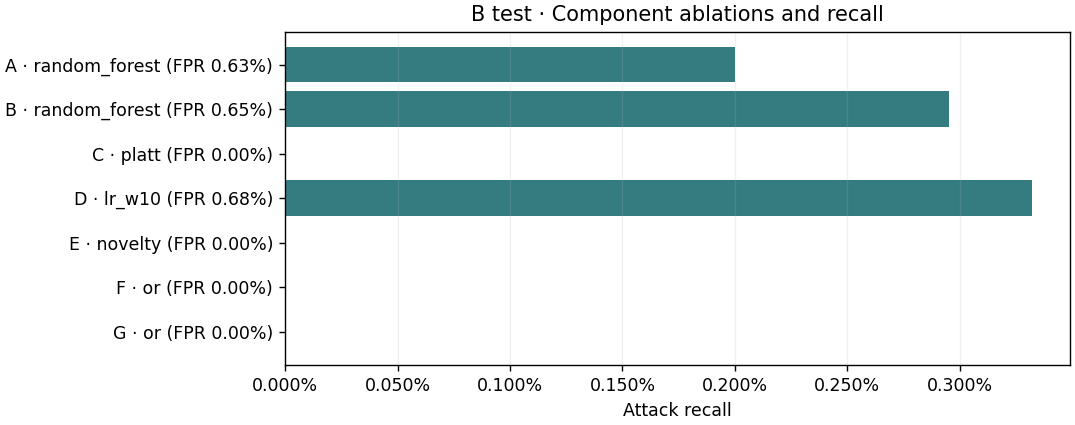 B test · Component ablations and recall
A · random_forest (FPR 0.63%)
B · random_forest (FPR 0.65%)
C · platt (FPR 0.00%)
D · lr_w10 (FPR 0.68%)
E · novelty (FPR 0.00%)
F · or (FPR 0.00%)
G · or (FPR 0.00%)
0.000% 0.050% 0.100% 0.150% 0.200% 0.250% 0.300%
Attack recall